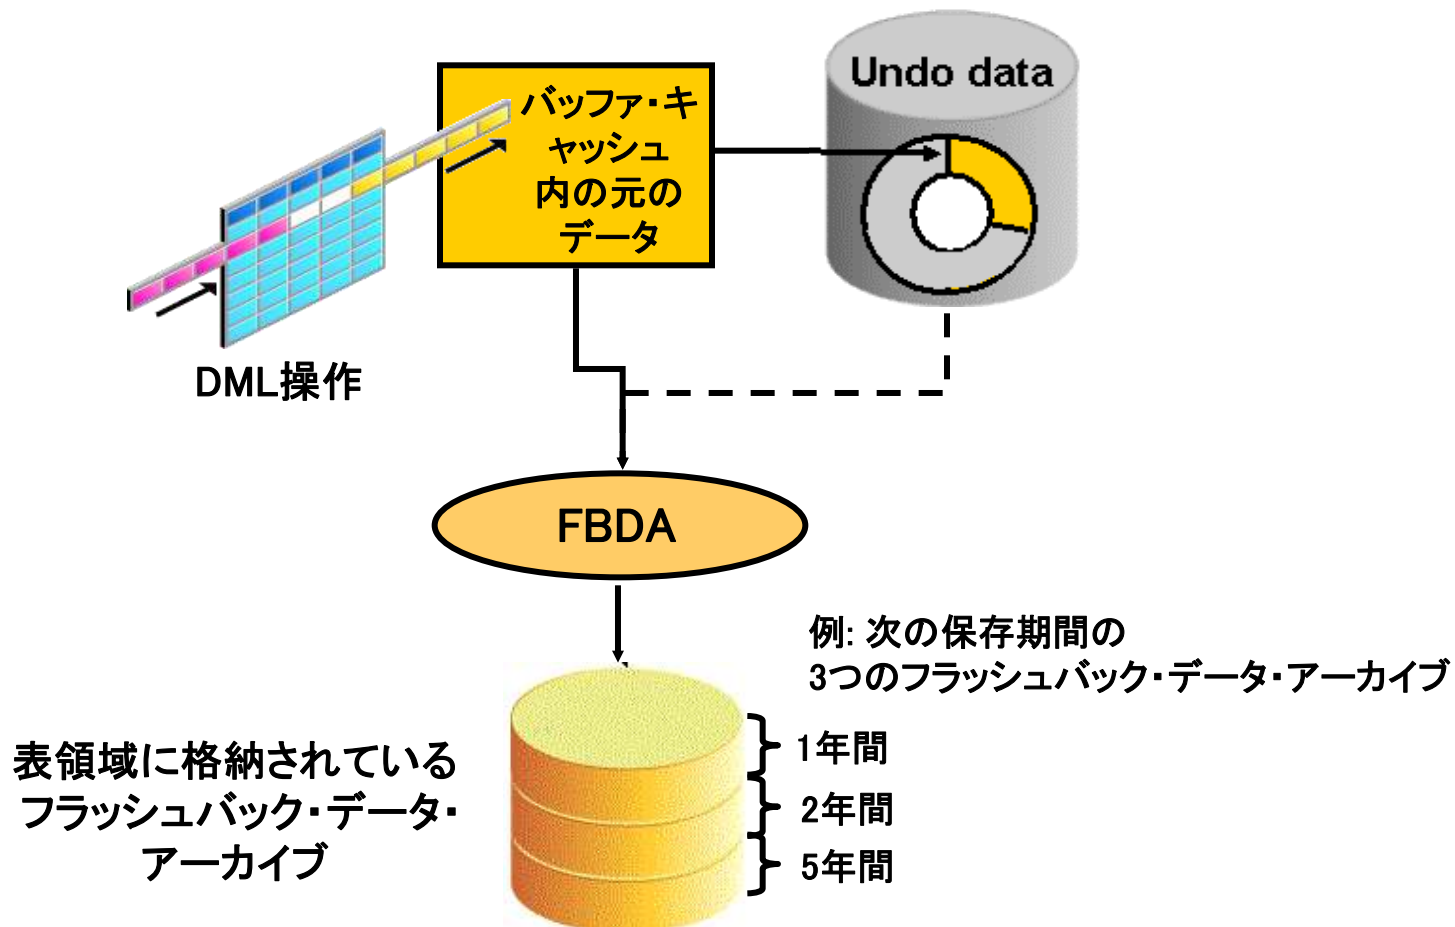 Undo data
バッファ・キ
ャッシュ
内の元の
データ
DML操作
FBDA
例: 次の保存期間の
3つのフラッシュバック・データ・アーカイブ
1年間
2年間
5年間
表領域に格納されている
フラッシュバック・データ・
アーカイブ